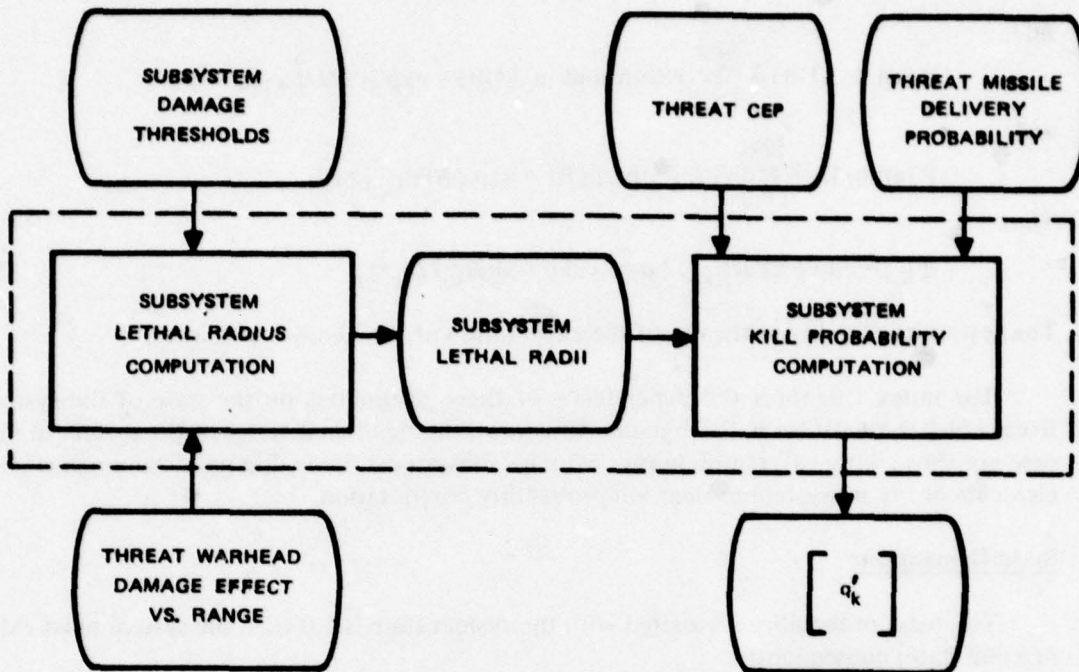 SUBSYSTEM
DAMAGE
THRESHOLDS
THREAT CEP
THREAT MISSILE
DELIVERY
PROBABILITY
SUBSYSTEM
LETHAL RADIUS
COMPUTATION
SUBSYSTEM
LETHAL RADII
SUBSYSTEM
KILL PROBABILITY
COMPUTATION
THREAT WARHEAD
DAMAGE EFFECT
VS. RANGE
[ q'k ]